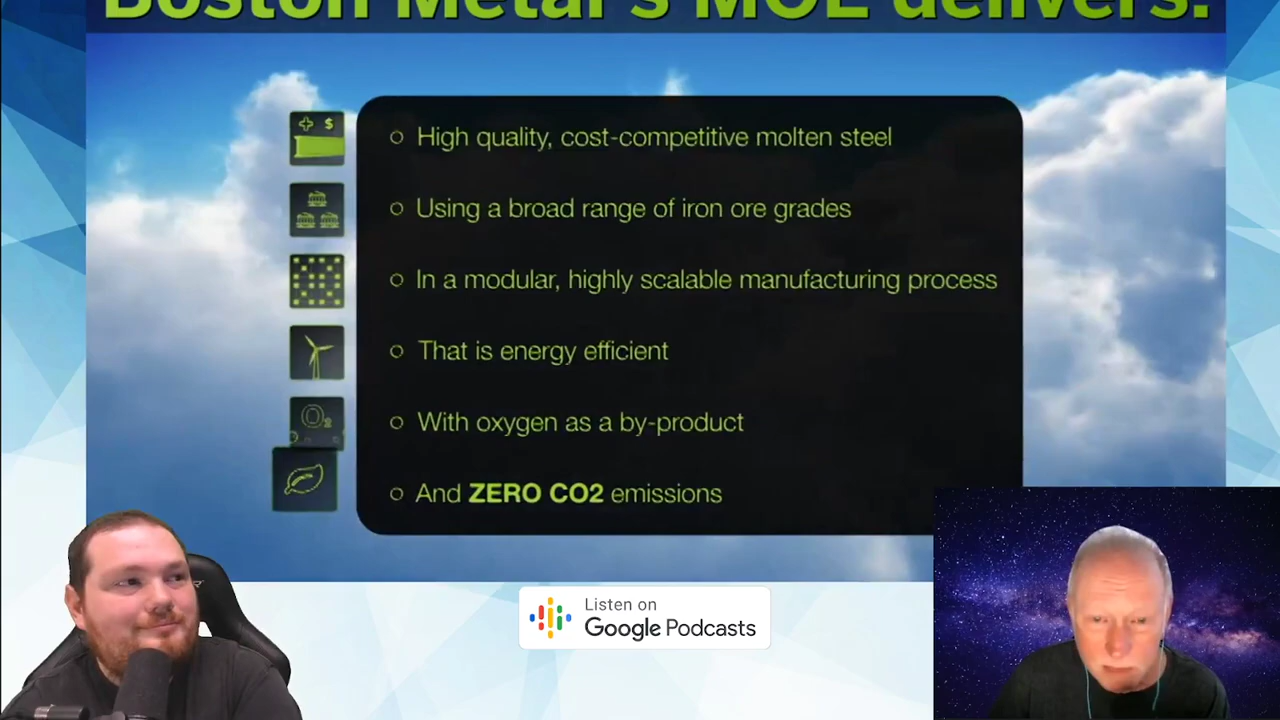 Boston Metal's MOE delivers:
High quality, cost-competitive molten steel
Using a broad range of iron ore grades
In a modular, highly scalable manufacturing process
That is energy efficient
With oxygen as a by-product
And ZERO CO2 emissions
+ $
O₂
Listen on
Google Podcasts